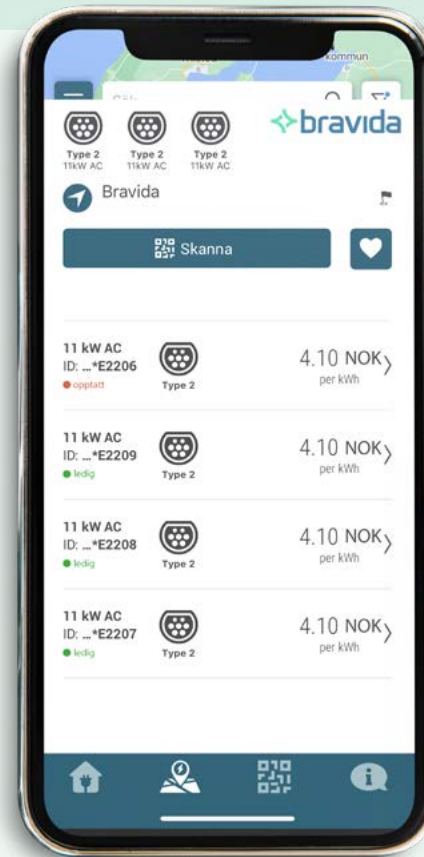 kommun
Type 2
11kW AC
Type 2
11kW AC
Type 2
11kW AC
bravida
Bravida
Skanna
11 kW AC
ID: ...*E2206
opptatt
Type 2
4.10 NOK
per kWh
11 kW AC
ID: ...*E2209
ledig
Type 2
4.10 NOK
per kWh
11 kW AC
ID: ...*E2208
ledig
Type 2
4.10 NOK
per kWh
11 kW AC
ID: ...*E2207
ledig
Type 2
4.10 NOK
per kWh